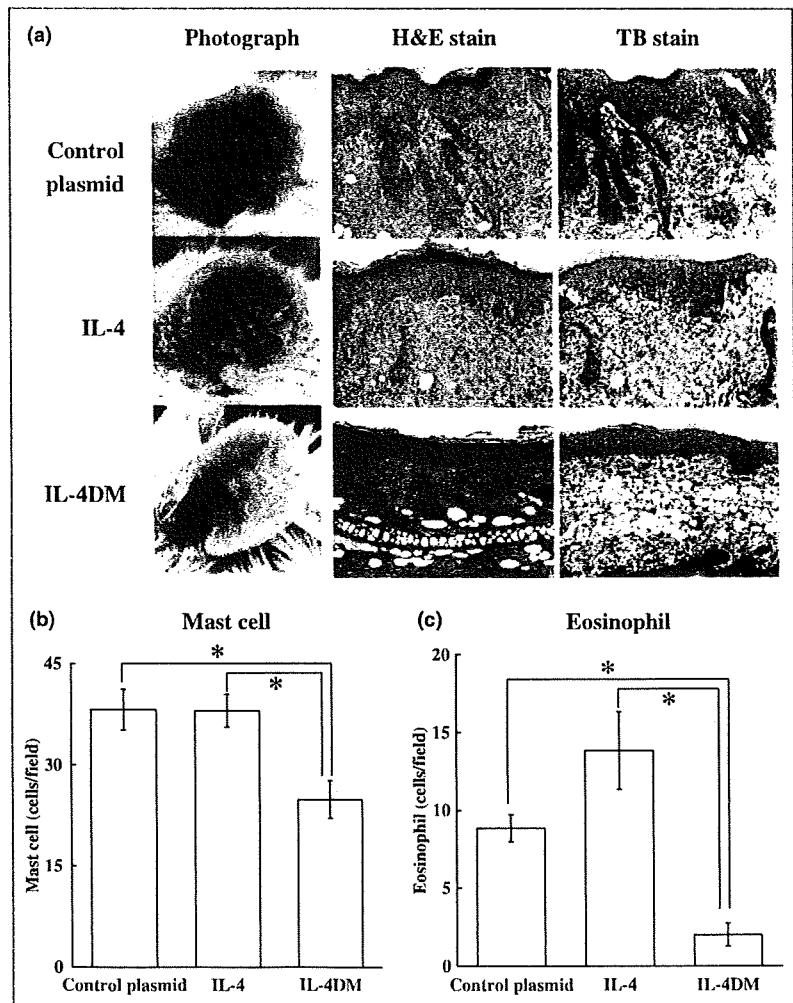 (a) Photograph H&E stain TB stain
Control
plasmid
IL-4
IL-4DM
(b) Mast cell
*
*
45
30
15
0
Mast cell (cells/field)
Control plasmid IL-4 IL-4DM
(c) Eosinophil
*
*
20
15
10
5
0
Eosinophil (cells/field)
Control plasmid IL-4 IL-4DM